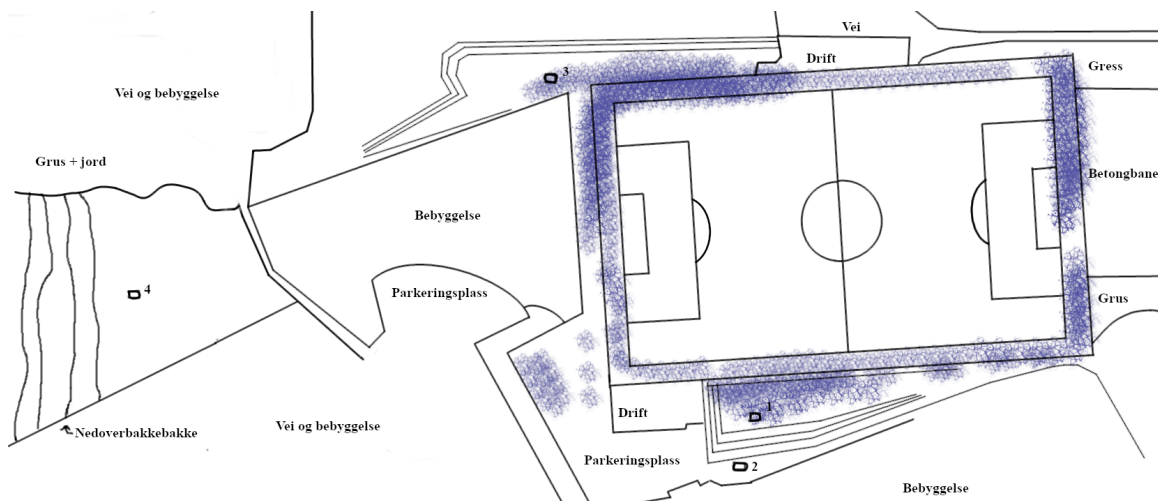 Vei
Drift
Gress
3
Vei og bebyggelse
Grus + jord
Betongbane
Bebyggelse
4
Parkeringsplass
Grus
Nedoverbakkebakke
Vei og bebyggelse
Drift
1
Parkeringsplass
2
Bebyggelse